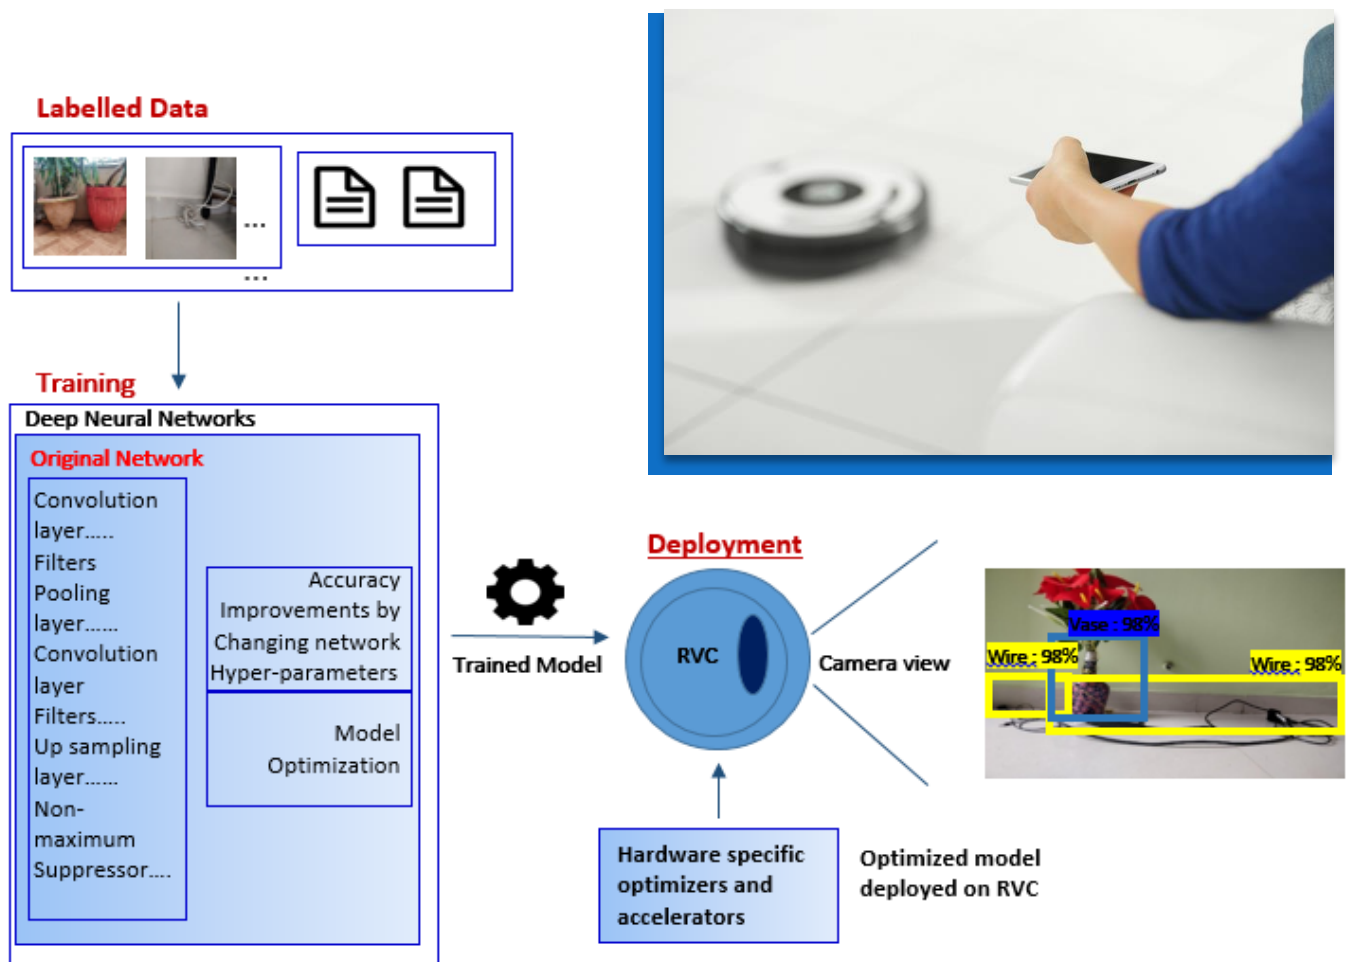 Labelled Data
...
...
Training
Deep Neural Networks
Original Network
Convolution
layer.....
Filters
Pooling
layer......
Convolution
layer
Filters.....
Up sampling
layer......
Non-
maximum
Suppressor....
Accuracy
Improvements by
Changing network
Hyper-parameters
Model
Optimization
Trained Model
Deployment
RVC
Camera view
Vase : 98%
Wire : 98%
Wire : 98%
Hardware specific
optimizers and
accelerators
Optimized model
deployed on RVC